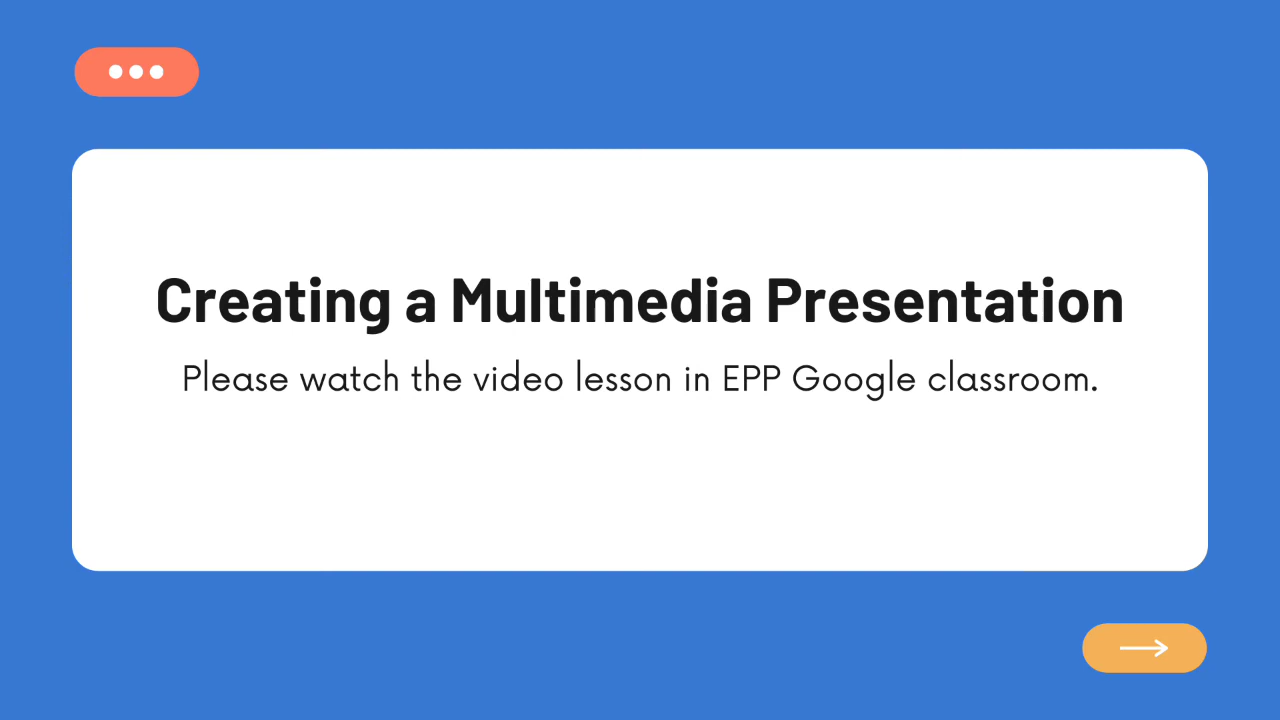 Creating a Multimedia Presentation
Please watch the video lesson in EPP Google classroom.